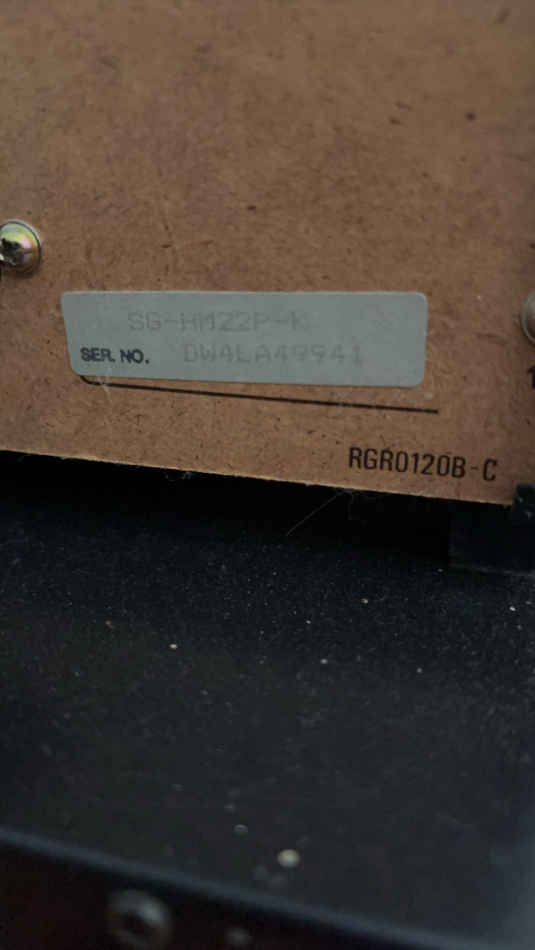 SG-HM22P-K
SER. NO. DW4LA49941
RGR0120B-C